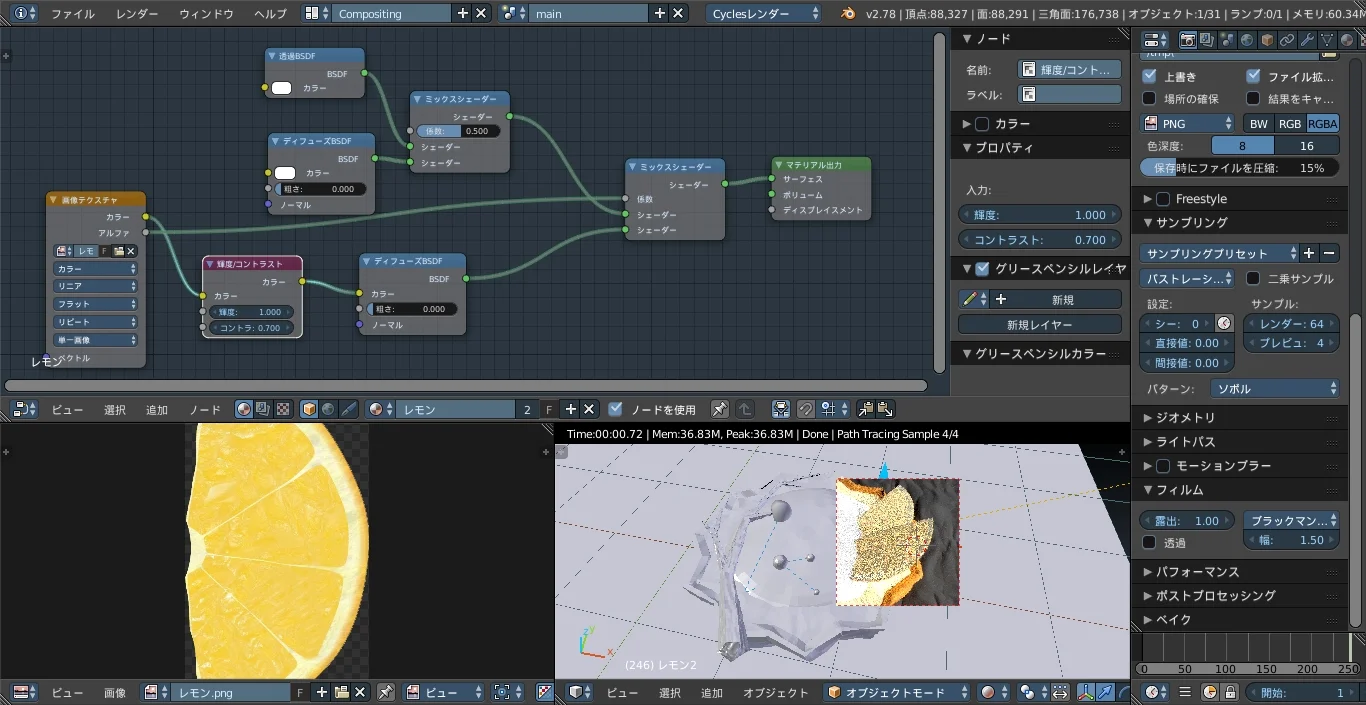 ファイル レンダー ウィンドウ ヘルプ Compositing main Cyclesレンダー v2.78 | 頂点:88,327 | 面:88,291 | 三角面:176,738 | オブジェクト:1/31 | ランプ:0/1 | メモリ:60.34M
透過BSDF
BSDF
カラー
ディフューズBSDF
BSDF
カラー
粗さ: 0.000
ノーマル
ミックスシェーダー
シェーダー
係数: 0.500
シェーダー
シェーダー
画像テクスチャ
カラー
アルファ
レモ F
カラー
リニア
フラット
リピート
単一画像
ベクトル
レモン
輝度/コントラスト
カラー
カラー
輝度: 1.000
コントラ: 0.700
ディフューズBSDF
BSDF
カラー
粗さ: 0.000
ノーマル
ミックスシェーダー
シェーダー
係数
シェーダー
シェーダー
マテリアル出力
サーフェス
ボリューム
ディスプレイスメント
ノード
名前: 輝度/コント...
ラベル:
カラー
プロパティ
入力:
輝度: 1.000
コントラスト: 0.700
グリースペンシルレイヤ
新規
新規レイヤー
グリースペンシルカラー
上書き ファイル拡...
場所の確保 結果をキャ...
PNG BW RGB RGBA
色深度: 8 16
保存時にファイルを圧縮: 15%
Freestyle
サンプリング
サンプリングプリセット
パストレーシ... 二乗サンプル
設定: サンプル:
シー: 0 レンダー: 64
直接値: 0.00 プレビュ: 4
間接値: 0.00
パターン: ソボル
ジオメトリ
ライトパス
モーションブラー
フィルム
露出: 1.00 ブラックマン...
透過 幅: 1.50
パフォーマンス
ポストプロセッシング
ベイク
0 50 100 150 200 250
開始: 1
ビュー 選択 追加 ノード レモン 2 F ノードを使用
Time:00:00.72 | Mem:36.83M, Peak:36.83M | Done | Path Tracing Sample 4/4
(246) レモン2
ビュー 画像 レモン.png F ビュー
ビュー 選択 追加 オブジェクト オブジェクトモード